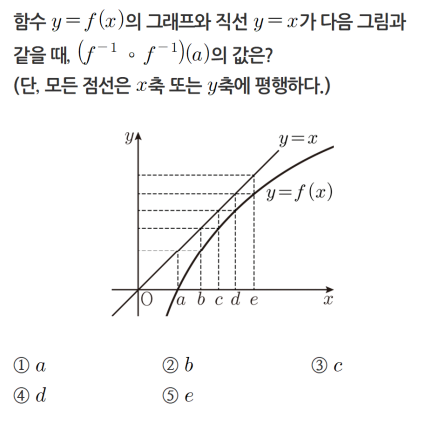 함수 y=f(x)의 그래프와 직선 y=x가 다음 그림과
같을 때, (f⁻¹ ∘ f⁻¹)(a)의 값은?
(단, 모든 점선은 x축 또는 y축에 평행하다.)
y
y=x
y=f(x)
O a b c d e x
① a ② b ③ c
④ d ⑤ e